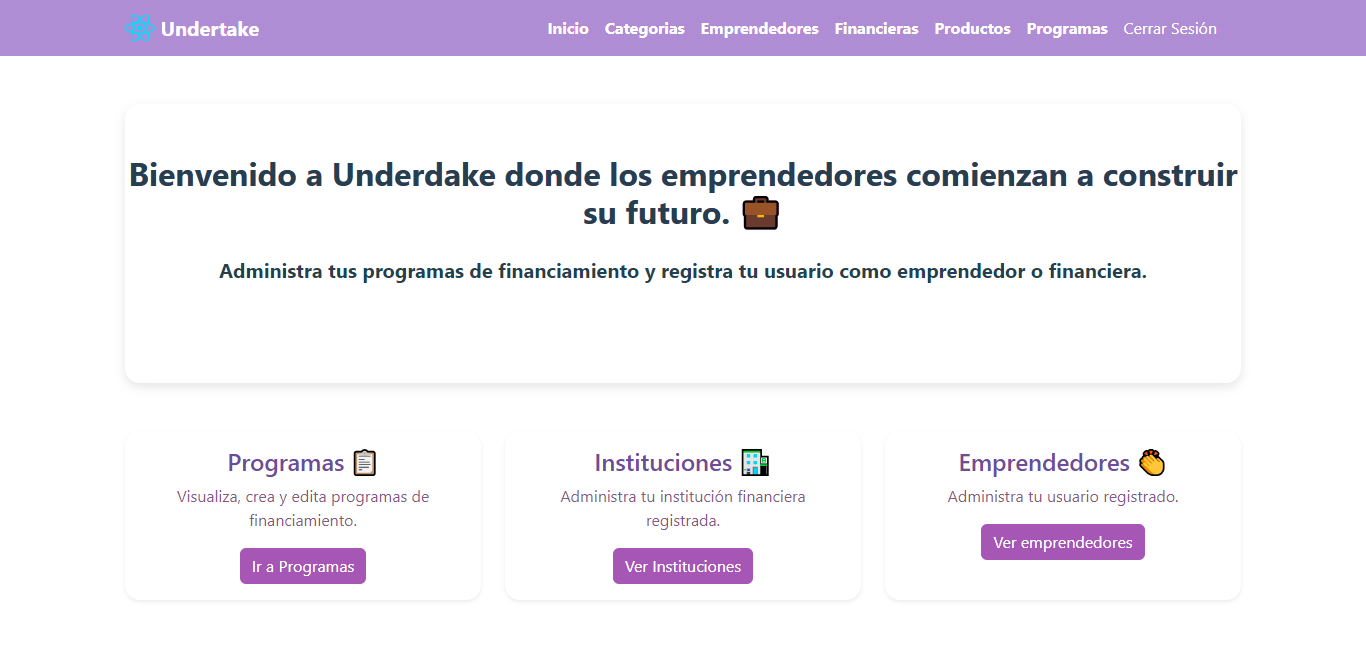 Undertake
Inicio Categorias Emprendedores Financieras Productos Programas Cerrar Sesión
Bienvenido a Underdake donde los emprendedores comienzan a construir
su futuro. 💼
Administra tus programas de financiamiento y registra tu usuario como emprendedor o financiera.
Programas 📋
Visualiza, crea y edita programas de
financiamiento.
Ir a Programas
Instituciones 🏦
Administra tu institución financiera
registrada.
Ver Instituciones
Emprendedores 👏
Administra tu usuario registrado.
Ver emprendedores